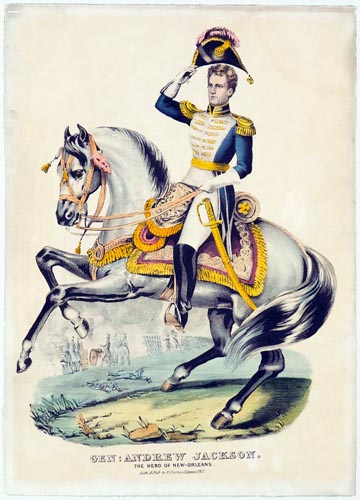 GEN: ANDREW JACKSON.
THE HERO OF NEW-ORLEANS.